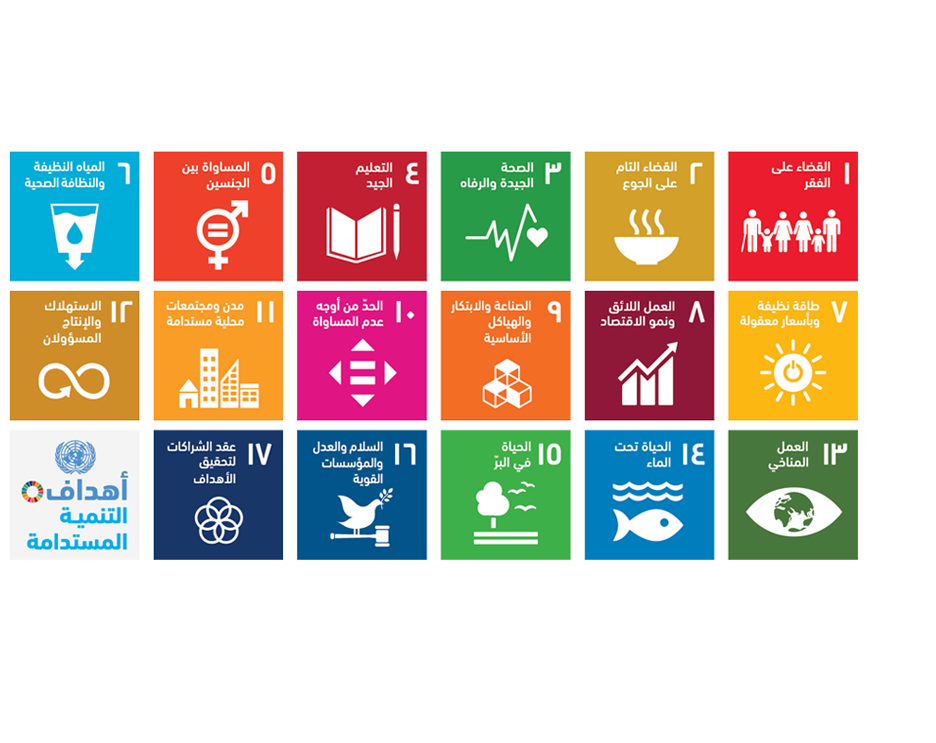 ١
القضاء على
الفقر
٢
القضاء التام
على الجوع
٣
الصحة
الجيدة والرفاه
٤
التعليم
الجيد
٥
المساواة بين
الجنسين
٦
المياه النظيفة
والنظافة الصحية
٧
طاقة نظيفة
وبأسعار معقولة
٨
العمل اللائق
ونمو الاقتصاد
٩
الصناعة والابتكار
والهياكل
الأساسية
١٠
الحدّ من أوجه
عدم المساواة
١١
مدن ومجتمعات
محلية مستدامة
١٢
الاستهلاك
والإنتاج
المسؤولان
١٣
العمل
المناخي
١٤
الحياة تحت
الماء
١٥
الحياة
في البرّ
١٦
السلام والعدل
والمؤسسات
القوية
١٧
عقد الشراكات
لتحقيق
الأهداف
أهداف
التنمية
المستدامة